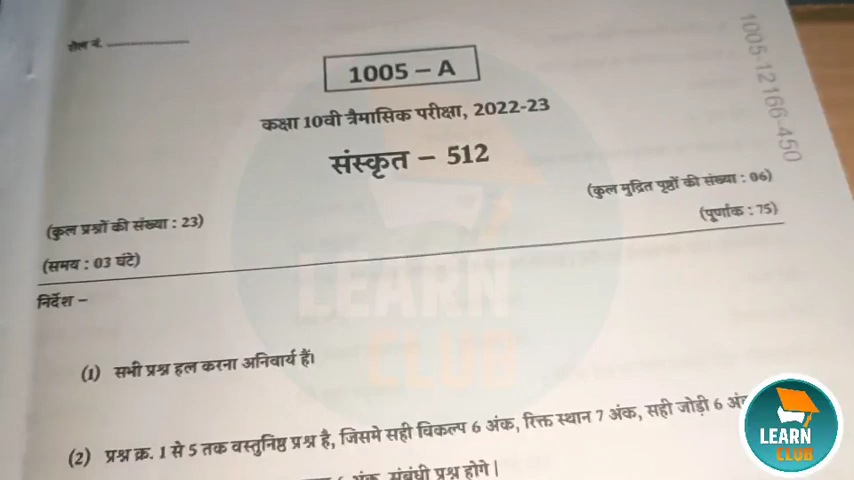 रोल नं.
1005 – A
कक्षा 10वी त्रैमासिक परीक्षा, 2022-23
संस्कृत – 512
1005-12166-450
(कुल मुद्रित पृष्ठों की संख्या : 06)
(कुल प्रश्नों की संख्या : 23)
(पूर्णांक : 75)
(समय : 03 घंटे)
निर्देश –
(1) सभी प्रश्न हल करना अनिवार्य हैं।
(2) प्रश्न क्र. 1 से 5 तक वस्तुनिष्ठ प्रश्न है, जिसमे सही विकल्प 6 अंक, रिक्त स्थान 7 अंक, सही जोड़ी 6
अंक, संबंधी प्रश्न होगे |
LEARN
CLUB
LEARN
CLUB